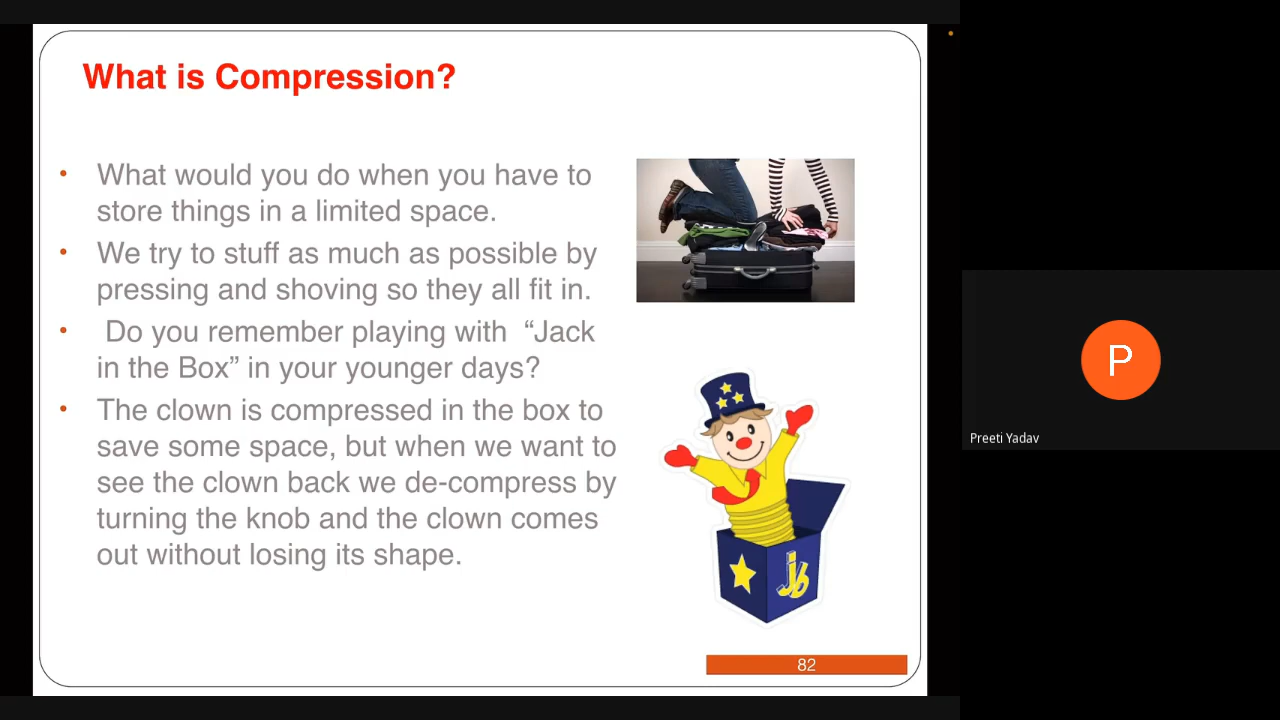 What is Compression?
• What would you do when you have to
store things in a limited space.
• We try to stuff as much as possible by
pressing and shoving so they all fit in.
• Do you remember playing with “Jack
in the Box” in your younger days?
• The clown is compressed in the box to
save some space, but when we want to
see the clown back we de-compress by
turning the knob and the clown comes
out without losing its shape.
jb
82
P
Preeti Yadav